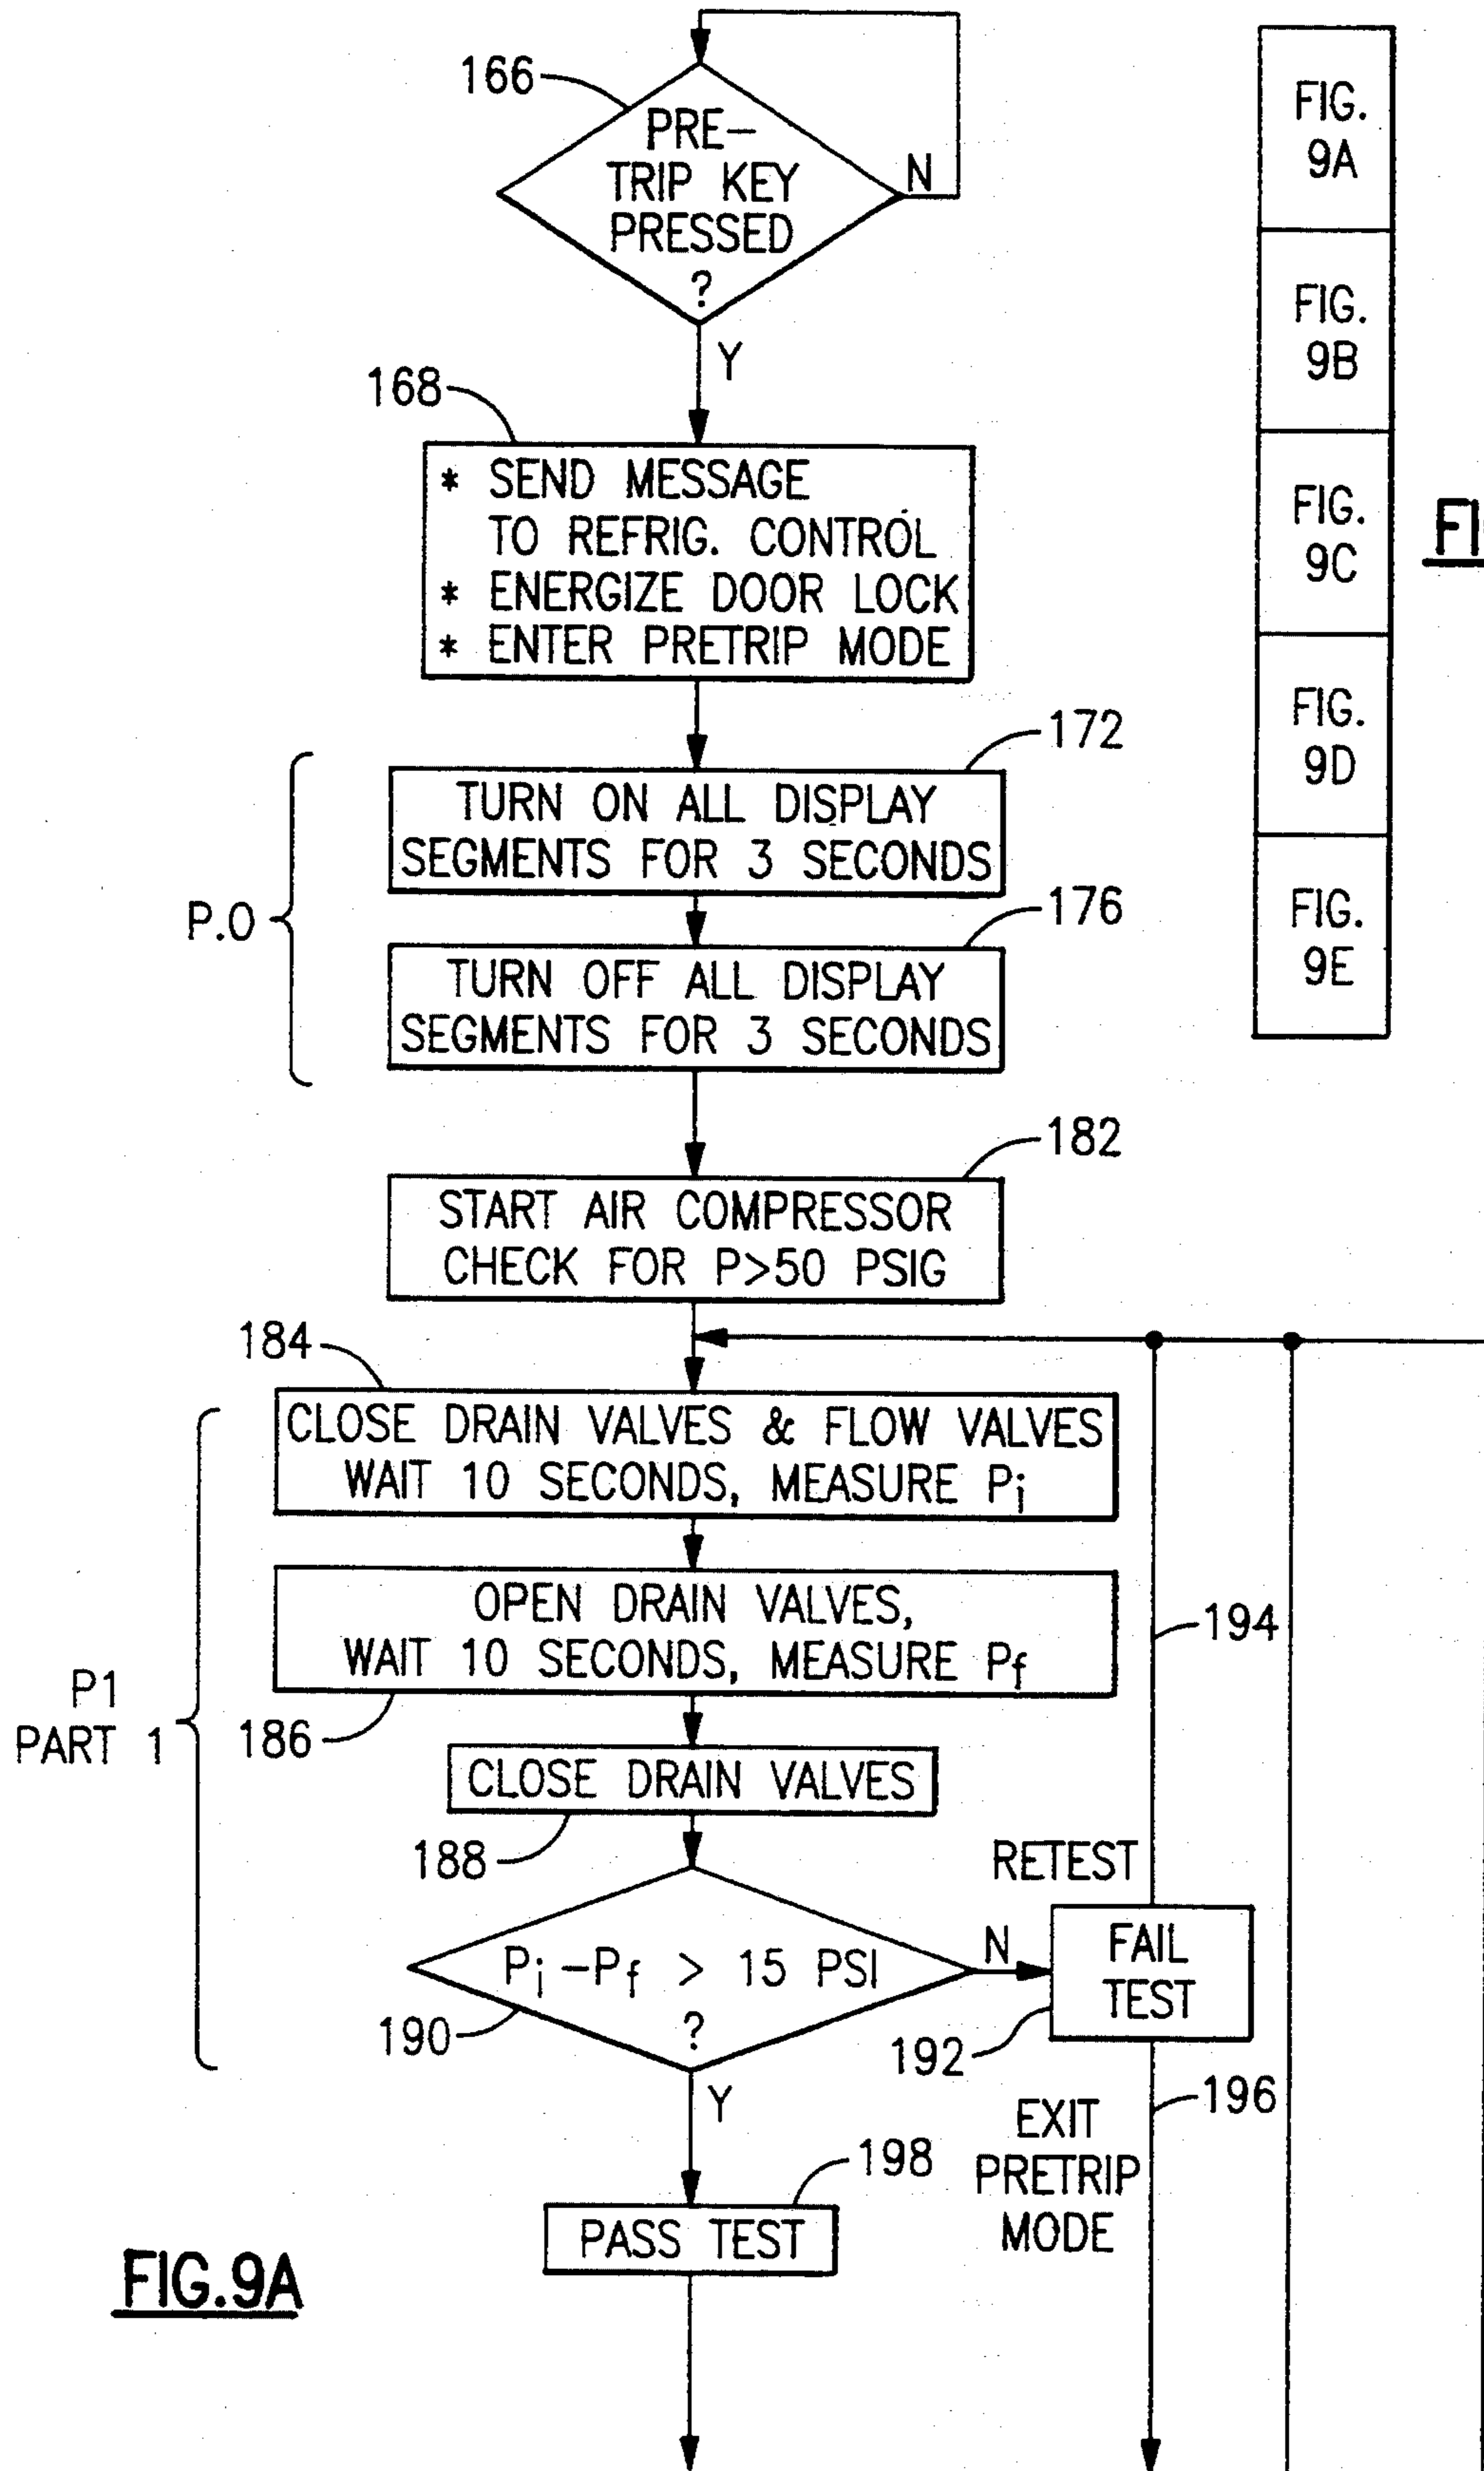 166
PRE-
TRIP KEY
PRESSED
?
N
Y
168
* SEND MESSAGE
TO REFRIG. CONTROL
* ENERGIZE DOOR LOCK
* ENTER PRETRIP MODE
P.0
172
TURN ON ALL DISPLAY
SEGMENTS FOR 3 SECONDS
176
TURN OFF ALL DISPLAY
SEGMENTS FOR 3 SECONDS
182
START AIR COMPRESSOR
CHECK FOR P>50 PSIG
P1
PART 1
184
CLOSE DRAIN VALVES & FLOW VALVES
WAIT 10 SECONDS, MEASURE Pi
OPEN DRAIN VALVES,
WAIT 10 SECONDS, MEASURE Pf
186
CLOSE DRAIN VALVES
188
Pi-Pf > 15 PSI
?
190
N
RETEST
194
FAIL
TEST
192
196
EXIT
PRETRIP
MODE
Y
198
PASS TEST
FIG.9A
FIG.
9A
FIG.
9B
FIG.
9C
FIG.
9D
FIG.
9E